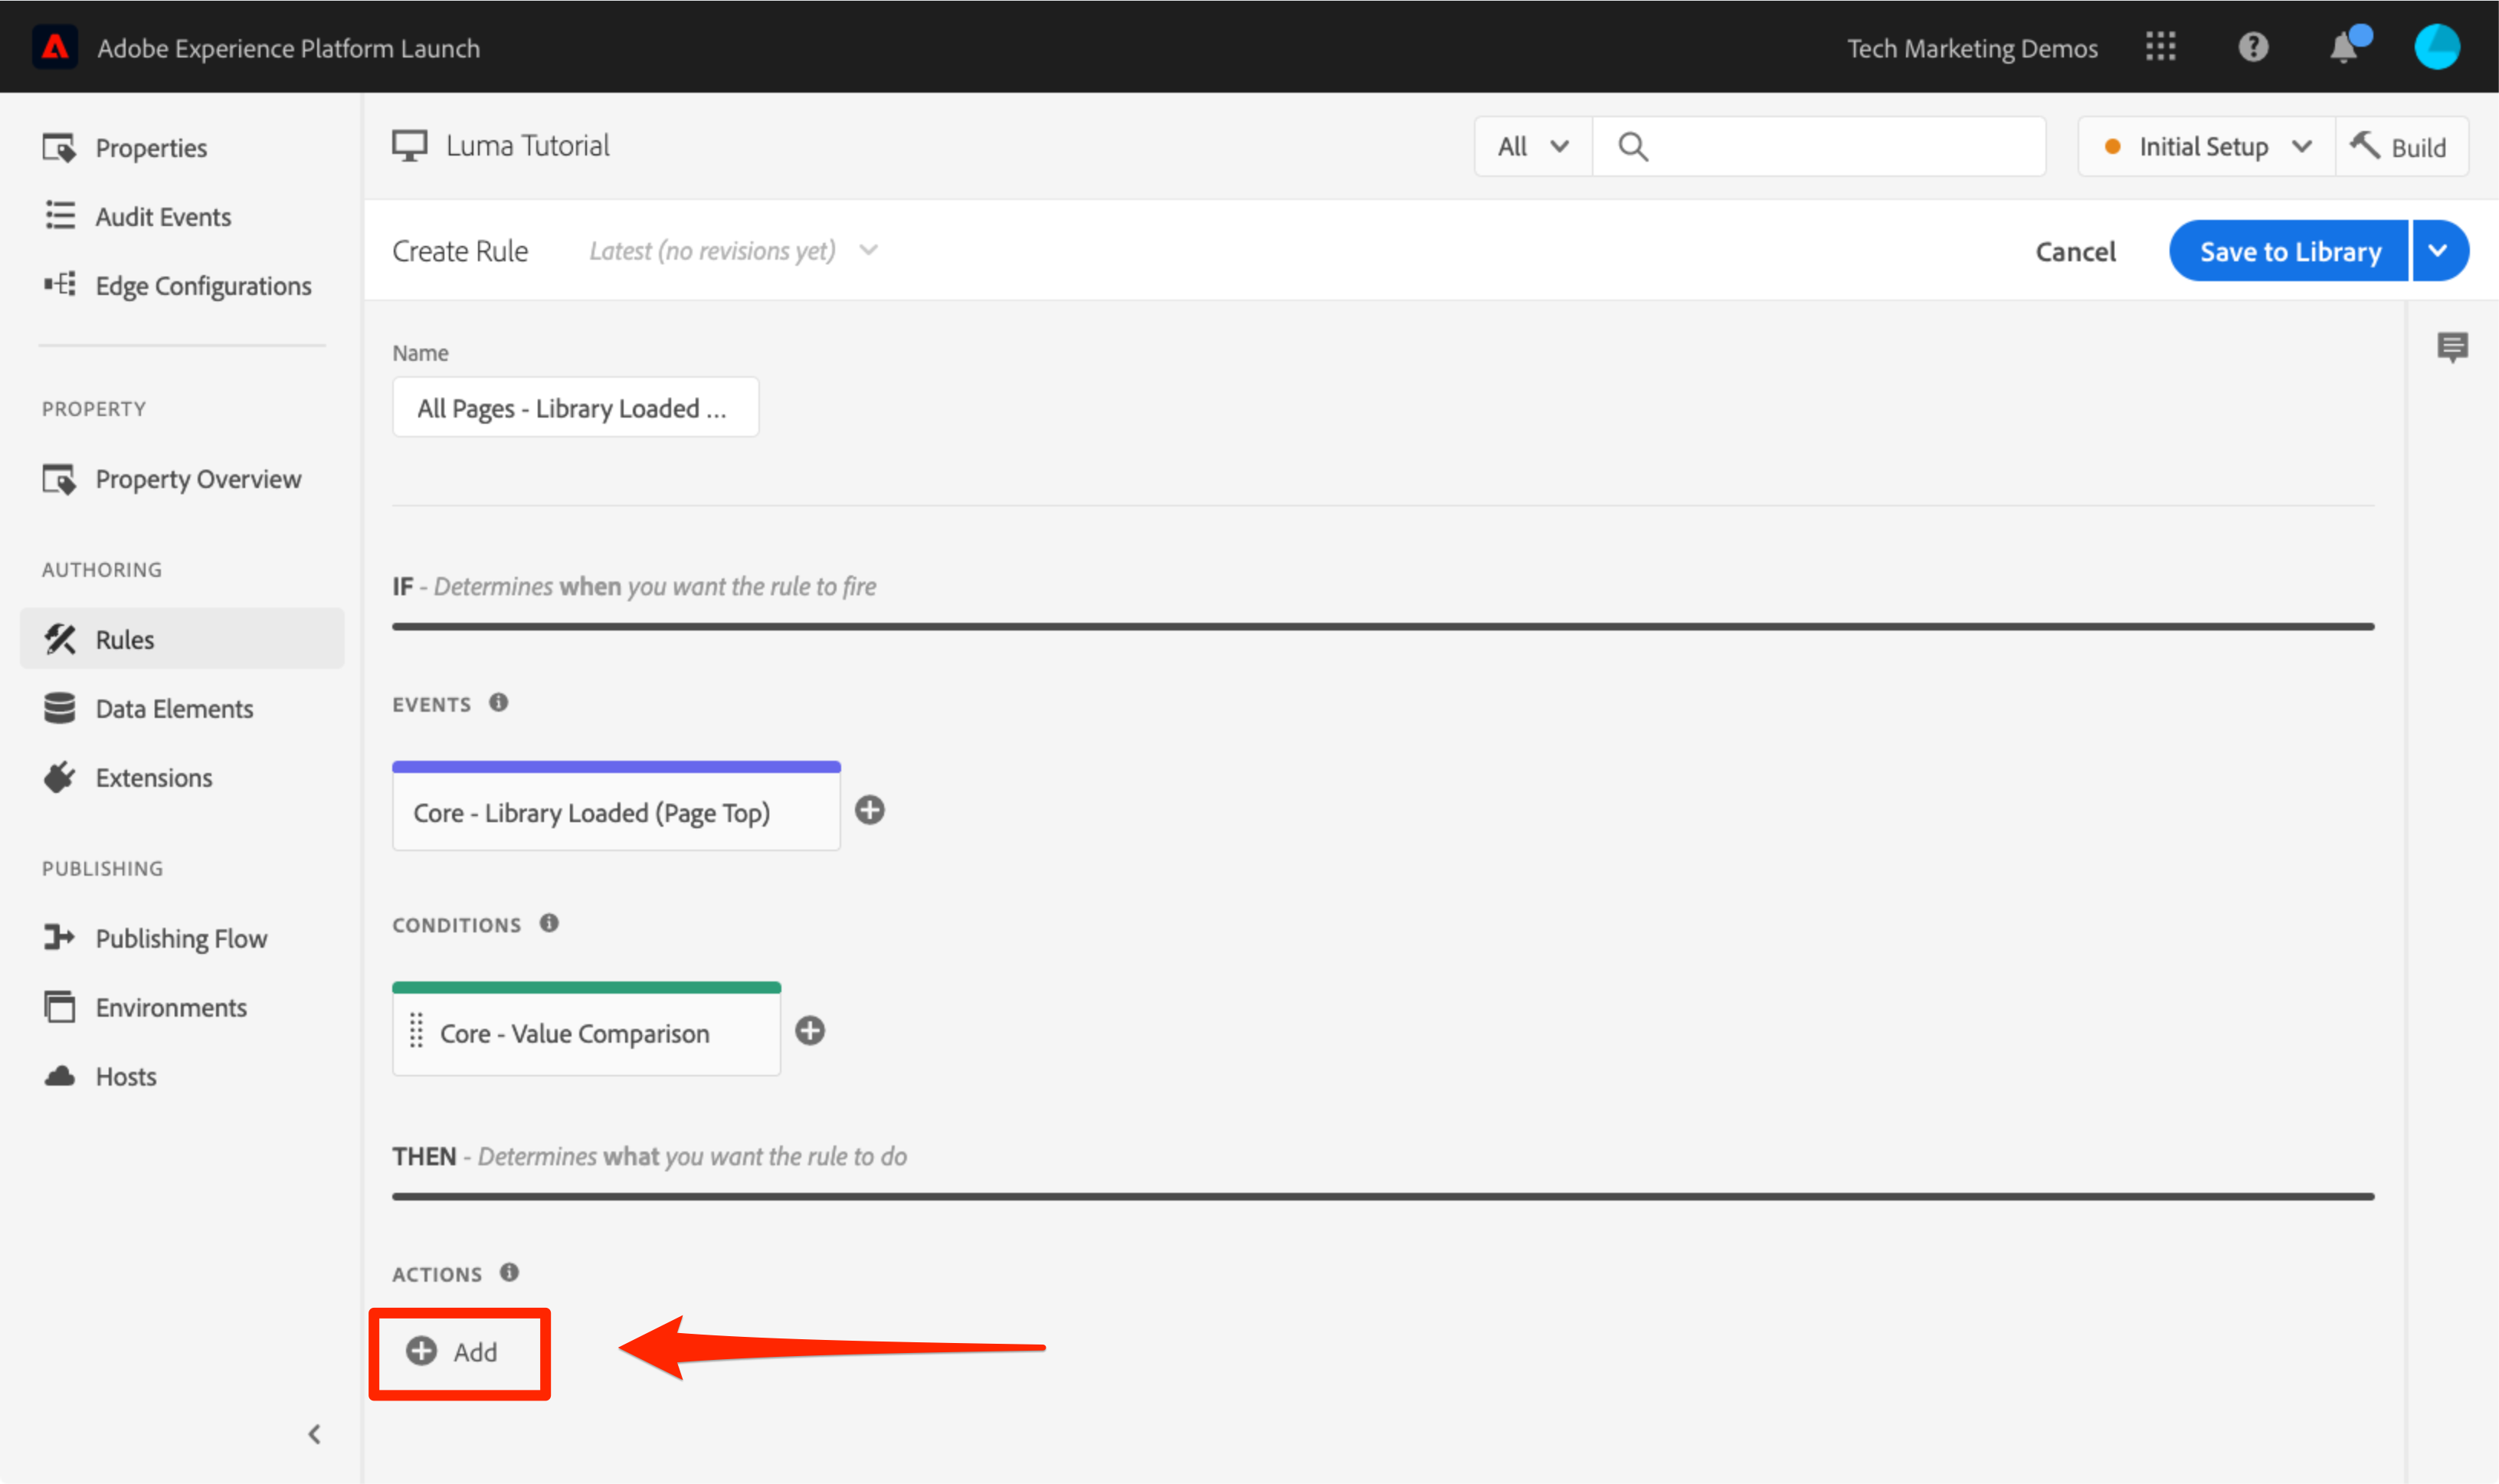 Adobe Experience Platform Launch
Tech Marketing Demos
Properties
Audit Events
Edge Configurations
PROPERTY
Property Overview
AUTHORING
Rules
Data Elements
Extensions
PUBLISHING
Publishing Flow
Environments
Hosts
Luma Tutorial
All
Initial Setup
Build
Create Rule
Latest (no revisions yet)
Cancel
Save to Library
Name
All Pages - Library Loaded ...
IF - Determines when you want the rule to fire
EVENTS
Core - Library Loaded (Page Top)
CONDITIONS
Core - Value Comparison
THEN - Determines what you want the rule to do
ACTIONS
Add